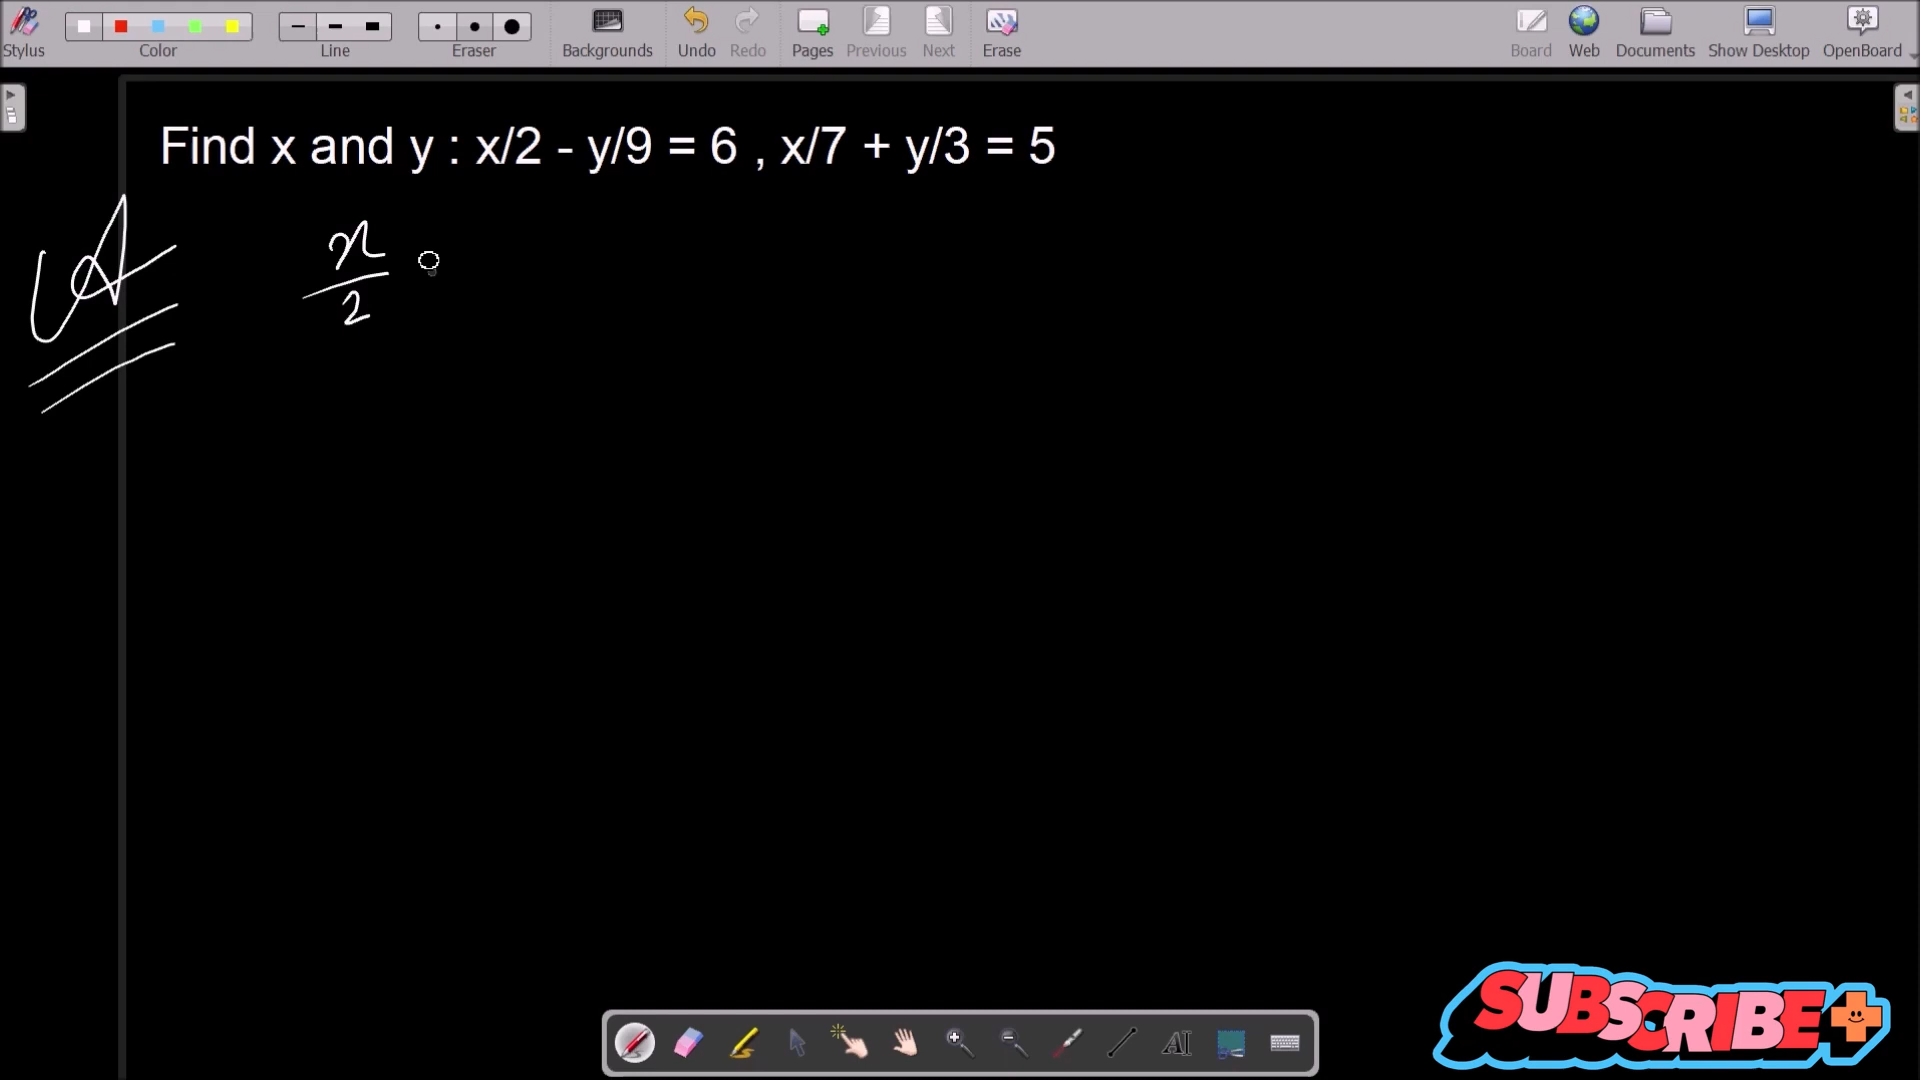 Stylus Color Line Eraser Backgrounds Undo Redo Pages Previous Next Erase Board Web Documents Show Desktop OpenBoard
Find x and y : x/2 - y/9 = 6 , x/7 + y/3 = 5
A
x
2
AI
SUBSCRIBE+